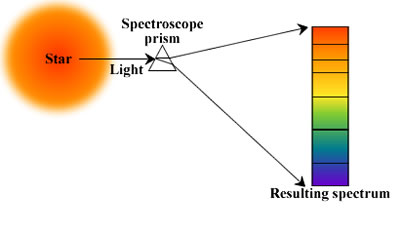 Spectroscope
prism
Star
Light
Resulting spectrum